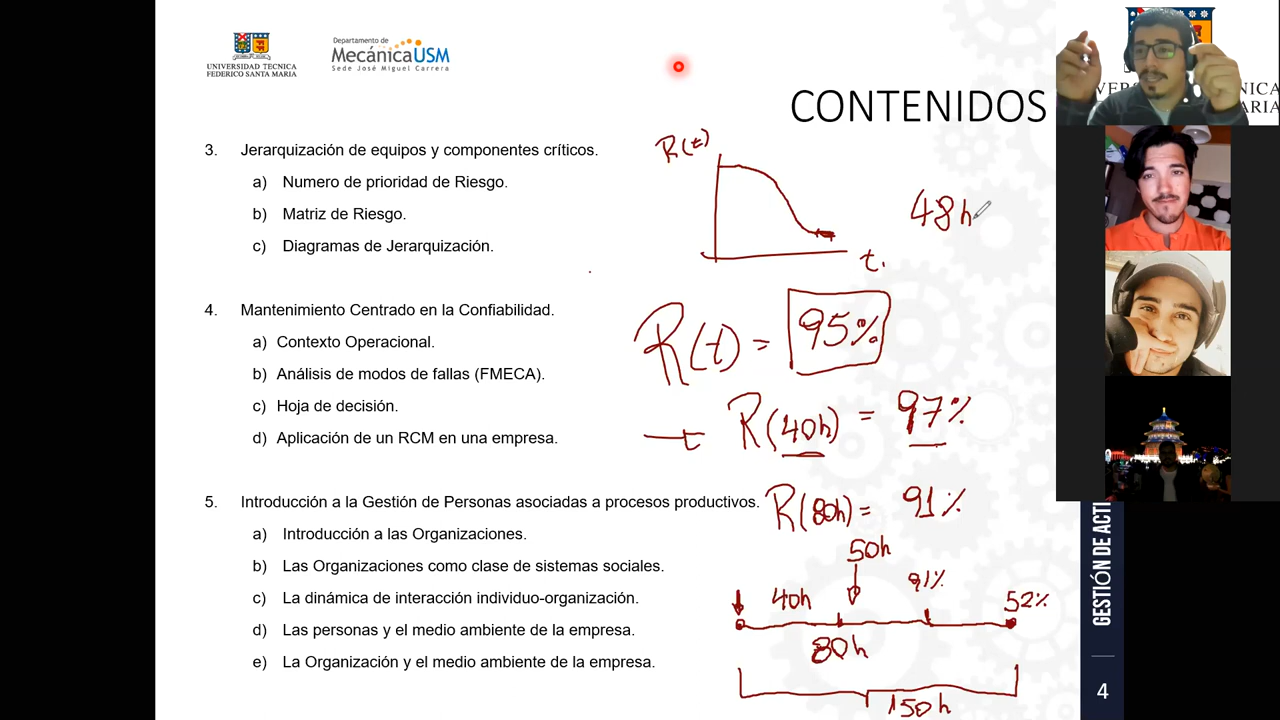 UNIVERSIDAD TECNICA
FEDERICO SANTA MARIA
Departamento de
MecánicaUSM
Sede José Miguel Carrera
CONTENIDOS
3. Jerarquización de equipos y componentes críticos.
a) Numero de prioridad de Riesgo.
b) Matriz de Riesgo.
c) Diagramas de Jerarquización.
4. Mantenimiento Centrado en la Confiabilidad.
a) Contexto Operacional.
b) Análisis de modos de fallas (FMECA).
c) Hoja de decisión.
d) Aplicación de un RCM en una empresa.
5. Introducción a la Gestión de Personas asociadas a procesos productivos.
a) Introducción a las Organizaciones.
b) Las Organizaciones como clase de sistemas sociales.
c) La dinámica de interacción individuo-organización.
d) Las personas y el medio ambiente de la empresa.
e) La Organización y el medio ambiente de la empresa.
R(t)
t.
48h
R(t) = 95%
R(40h) = 97%
R(80h) = 91%
50h
40h
91%
52%
80h
150h
GESTIÓN DE ACTI
4